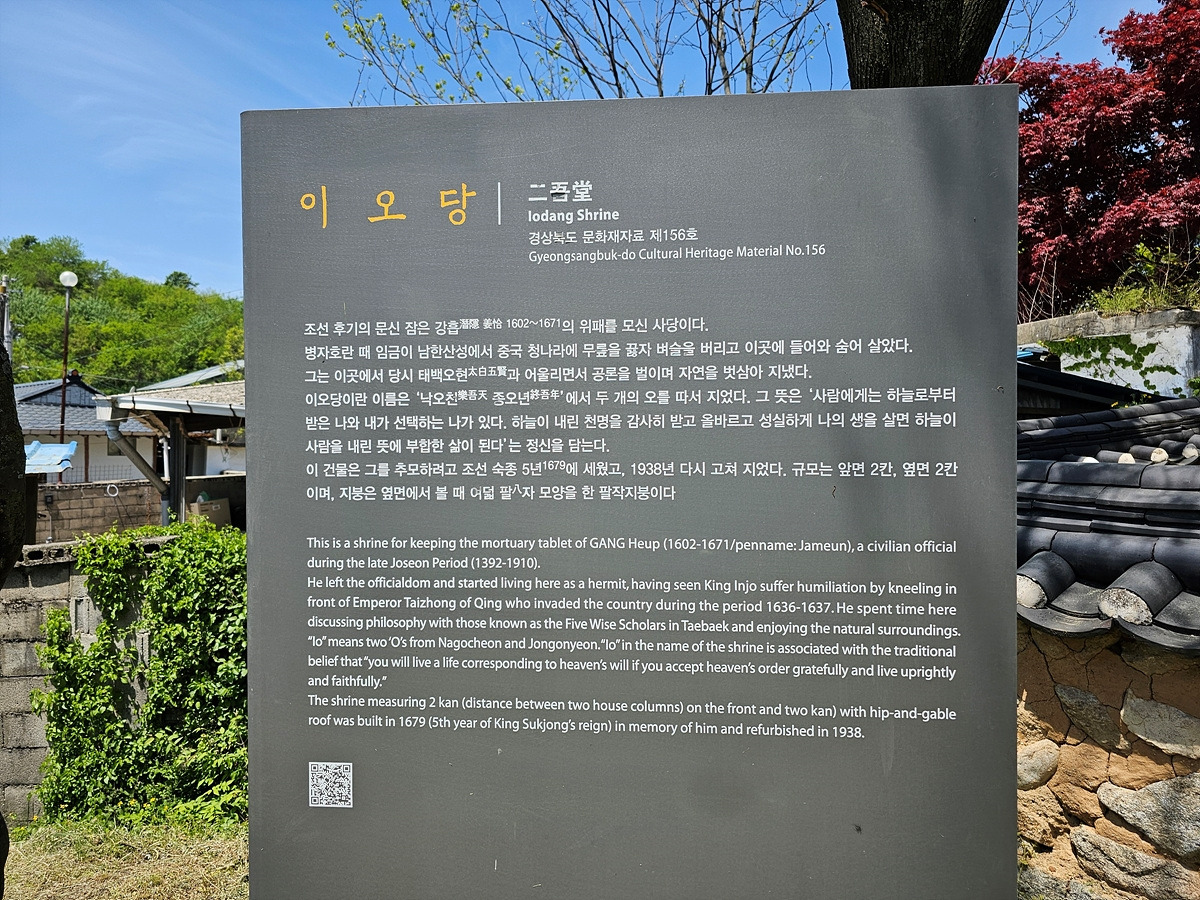 이오당
二吾堂
Iodang Shrine
경상북도 문화재자료 제156호
Gyeongsangbuk-do Cultural Heritage Material No.156
조선 후기의 문신 잠은 강흡潛隱 姜恰 1602~1671의 위패를 모신 사당이다.
병자호란 때 임금이 남한산성에서 중국 청나라에 무릎을 꿇자 벼슬을 버리고 이곳에 들어와 숨어 살았다.
그는 이곳에서 당시 태백오현太白五賢과 어울리면서 공론을 벌이며 자연을 벗삼아 지냈다.
이오당이란 이름은 ‘낙오천樂吾天 종오년終吾年’에서 두 개의 오를 따서 지었다. 그 뜻은 ‘사람에게는 하늘로부터
받은 나와 내가 선택하는 나가 있다. 하늘이 내린 천명을 감사히 받고 올바르고 성실하게 나의 생을 살면 하늘이
사람을 내린 뜻에 부합한 삶이 된다’는 정신을 담는다.
이 건물은 그를 추모하려고 조선 숙종 5년1679에 세웠고, 1938년 다시 고쳐 지었다. 규모는 앞면 2칸, 옆면 2칸
이며, 지붕은 옆면에서 볼 때 여덟 팔八자 모양을 한 팔작지붕이다
This is a shrine for keeping the mortuary tablet of GANG Heup (1602-1671/penname: Jameun), a civilian official
during the late Joseon Period (1392-1910).
He left the officialdom and started living here as a hermit, having seen King Injo suffer humiliation by kneeling in
front of Emperor Taizhong of Qing who invaded the country during the period 1636-1637. He spent time here
discussing philosophy with those known as the Five Wise Scholars in Taebaek and enjoying the natural surroundings.
“Io” means two ‘O’s from Nagocheon and Jongonyeon. “Io” in the name of the shrine is associated with the traditional
belief that “you will live a life corresponding to heaven’s will if you accept heaven’s order gratefully and live uprightly
and faithfully.”
The shrine measuring 2 kan (distance between two house columns) on the front and two kan) with hip-and-gable
roof was built in 1679 (5th year of King Sukjong’s reign) in memory of him and refurbished in 1938.